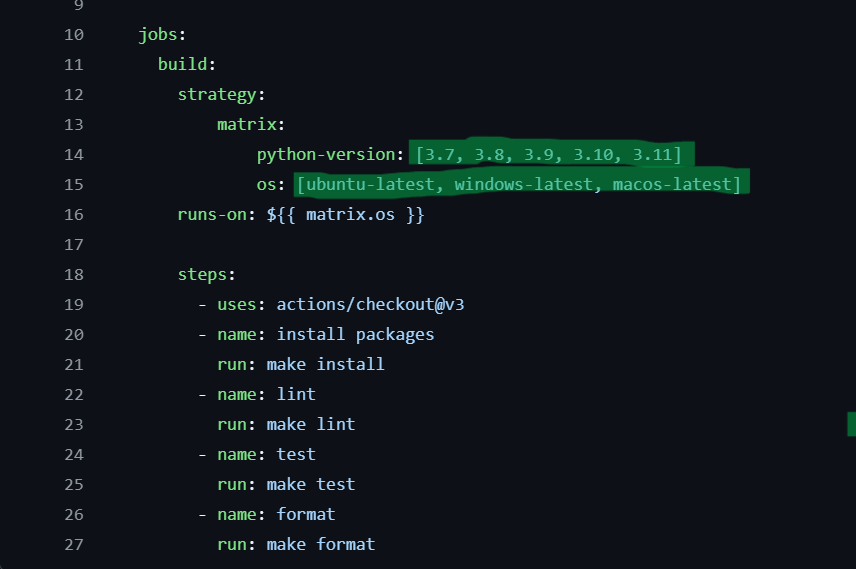 9
10 jobs:
11 build:
12 strategy:
13 matrix:
14 python-version: [3.7, 3.8, 3.9, 3.10, 3.11]
15 os: [ubuntu-latest, windows-latest, macos-latest]
16 runs-on: ${{ matrix.os }}
17
18 steps:
19 - uses: actions/checkout@v3
20 - name: install packages
21 run: make install
22 - name: lint
23 run: make lint
24 - name: test
25 run: make test
26 - name: format
27 run: make format